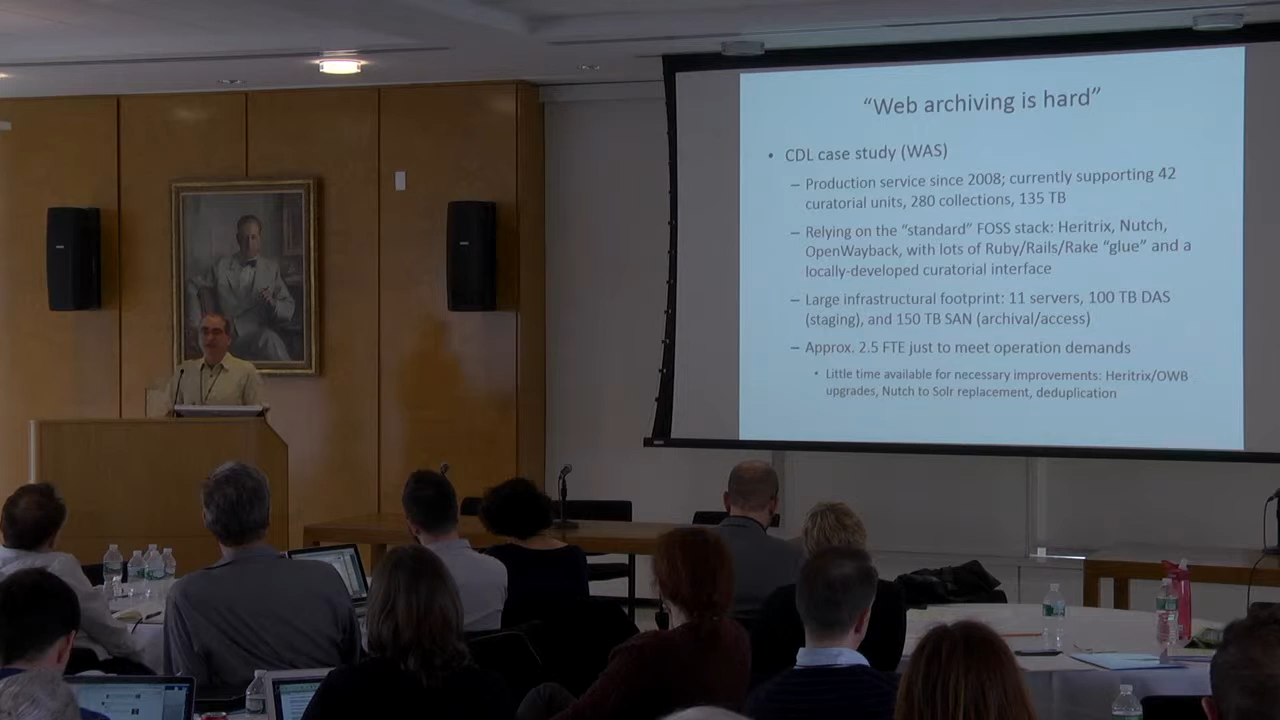 “Web archiving is hard”
• CDL case study (WAS)
– Production service since 2008; currently supporting 42
curatorial units, 280 collections, 135 TB
– Relying on the “standard” FOSS stack: Heritrix, Nutch,
OpenWayback, with lots of Ruby/Rails/Rake “glue” and a
locally-developed curatorial interface
– Large infrastructural footprint: 11 servers, 100 TB DAS
(staging), and 150 TB SAN (archival/access)
– Approx. 2.5 FTE just to meet operation demands
• Little time available for necessary improvements: Heritrix/OWB
upgrades, Nutch to Solr replacement, deduplication